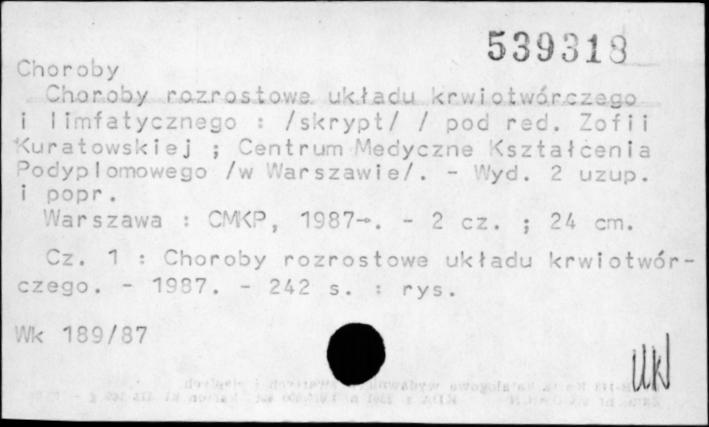 539318
Choroby
Choroby rozrostowe układu krwiotwórczego
i limfatycznego : /skrypt/ / pod red. Zofii
Kuratowskiej ; Centrum Medyczne Kształcenia
Podyplomowego /w Warszawie/. - Wyd. 2 uzup.
i popr.
Warszawa : CMKP, 1987-. - 2 cz. ; 24 cm.
Cz. 1 : Choroby rozrostowe układu krwiotwór-
czego. - 1987. - 242 s. : rys.
Wk 189/87